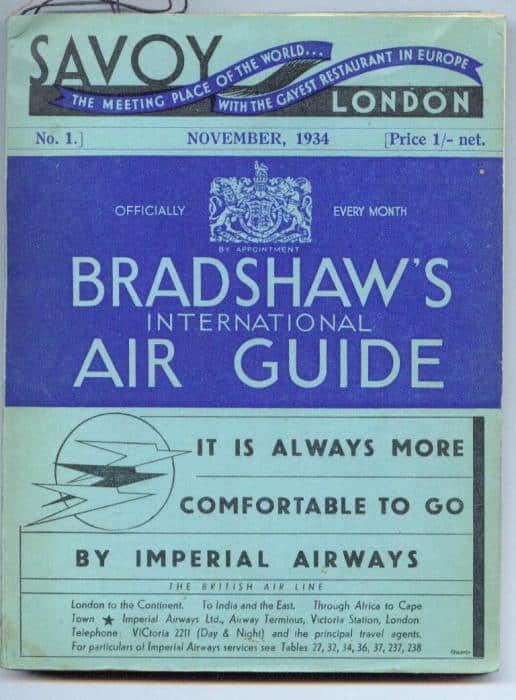 SAVOY
THE MEETING PLACE OF THE WORLD...
WITH THE GAYEST RESTAURANT IN EUROPE
LONDON
No. 1.] NOVEMBER, 1934 [Price 1/- net.
OFFICIALLY EVERY MONTH
BY APPOINTMENT
BRADSHAW'S
INTERNATIONAL
AIR GUIDE
IT IS ALWAYS MORE
COMFORTABLE TO GO
BY IMPERIAL AIRWAYS
THE BRITISH AIR LINE
London to the Continent. To India and the East. Through Africa to Cape
Town ★ Imperial Airways Ltd., Airway Terminus, Victoria Station, London.
Telephone: VICtoria 2211 (Day & Night) and the principal travel agents.
For particulars of Imperial Airways services see Tables 27, 32, 34, 36, 37, 237, 238